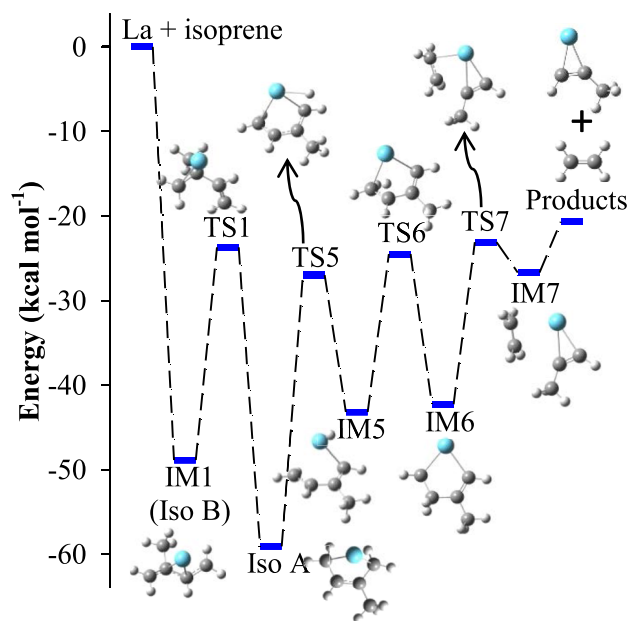 La + isoprene
0
-10
-20
-30
-40
-50
-60
Energy (kcal mol-1)
TS1
TS5
TS6
TS7
+
Products
IM7
IM5
IM6
IM1
(Iso B)
Iso A